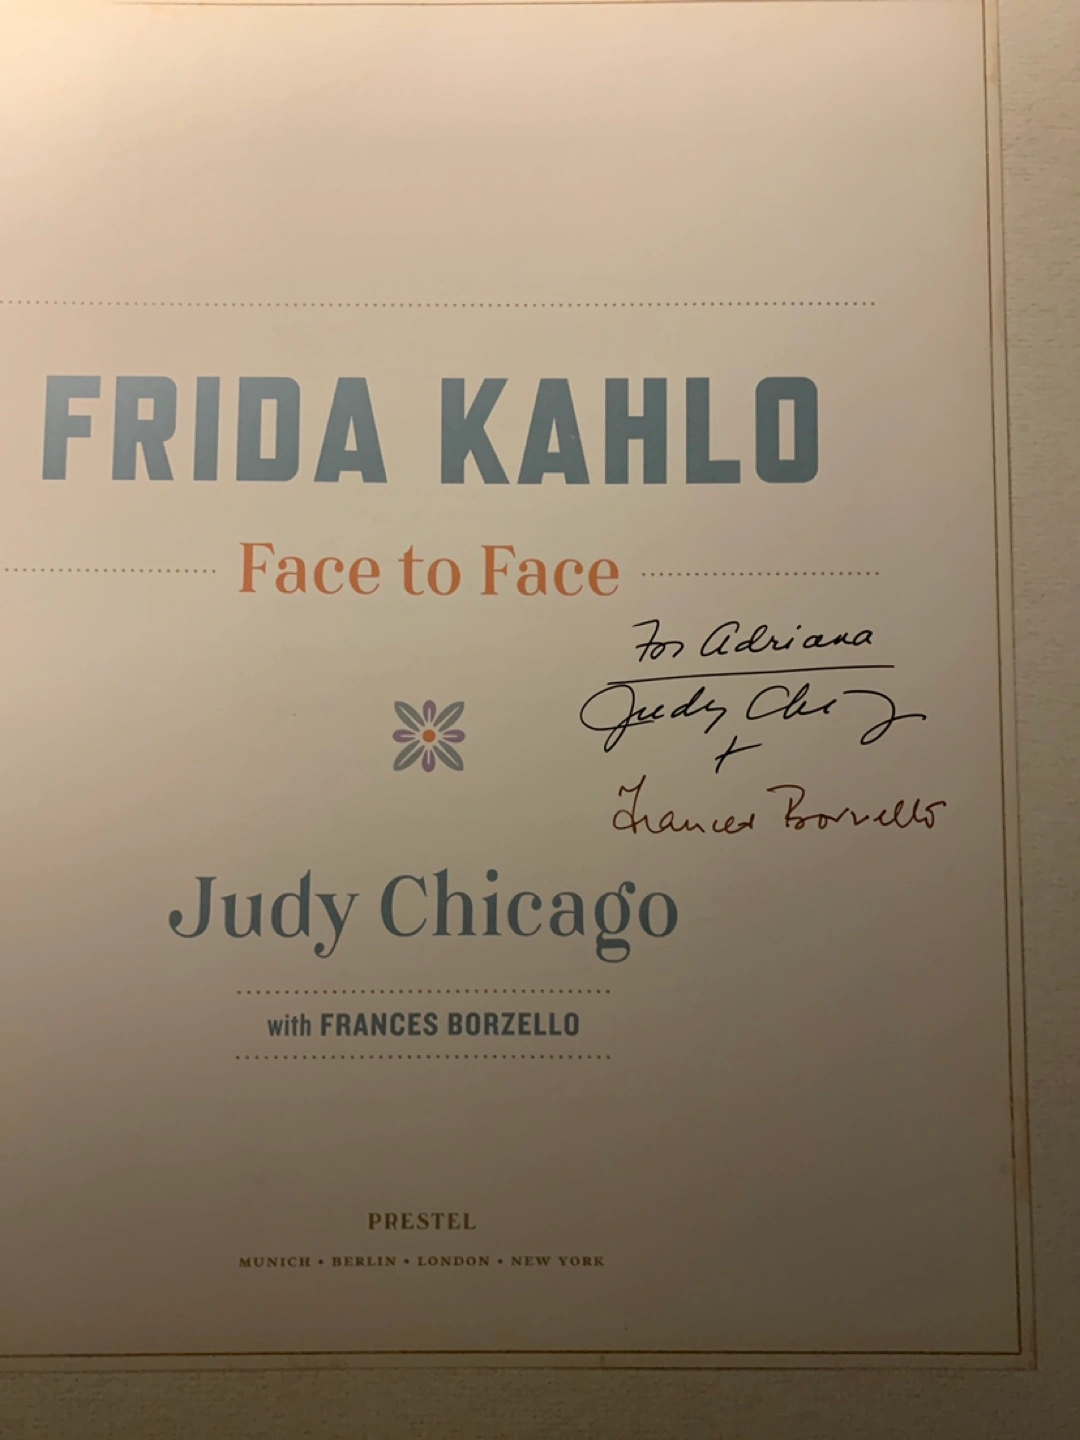 FRIDA KAHLO
Face to Face
For Adriana
Judy Chicago
+
Frances Borzello
Judy Chicago
with FRANCES BORZELLO
PRESTEL
MUNICH • BERLIN • LONDON • NEW YORK